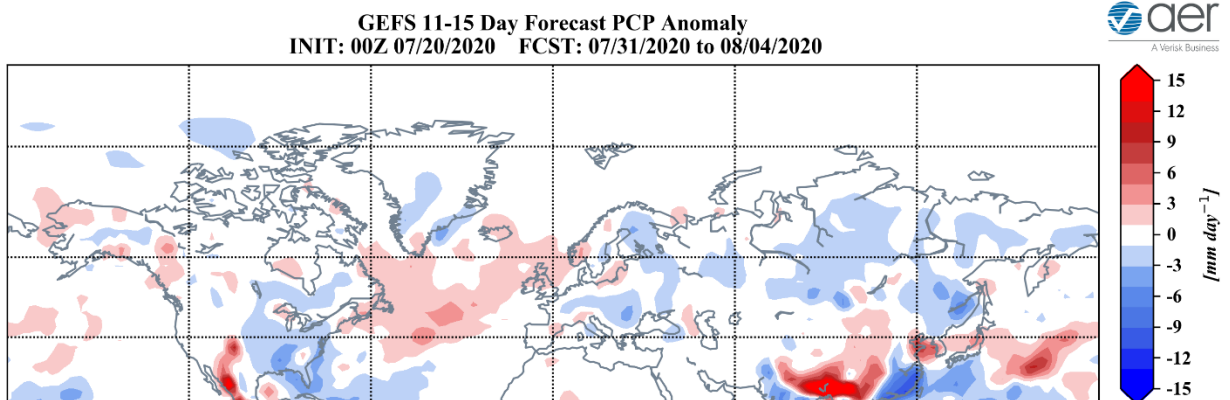 GEFS 11-15 Day Forecast PCP Anomaly
INIT: 00Z 07/20/2020 FCST: 07/31/2020 to 08/04/2020
aer
A Verisk Business
15
12
9
6
3
0
-3
-6
-9
-12
-15
[mm day⁻¹]